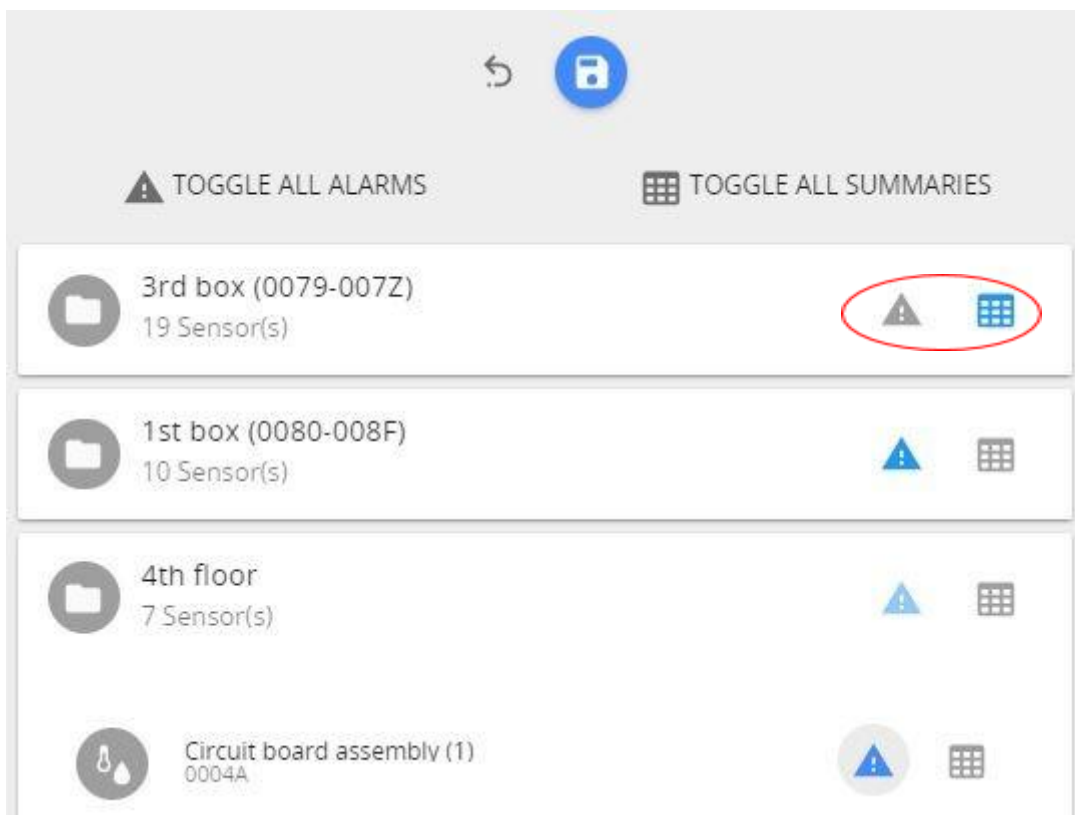 TOGGLE ALL ALARMS
TOGGLE ALL SUMMARIES
3rd box (0079-007Z)
19 Sensor(s)
1st box (0080-008F)
10 Sensor(s)
4th floor
7 Sensor(s)
Circuit board assembly (1)
0004A